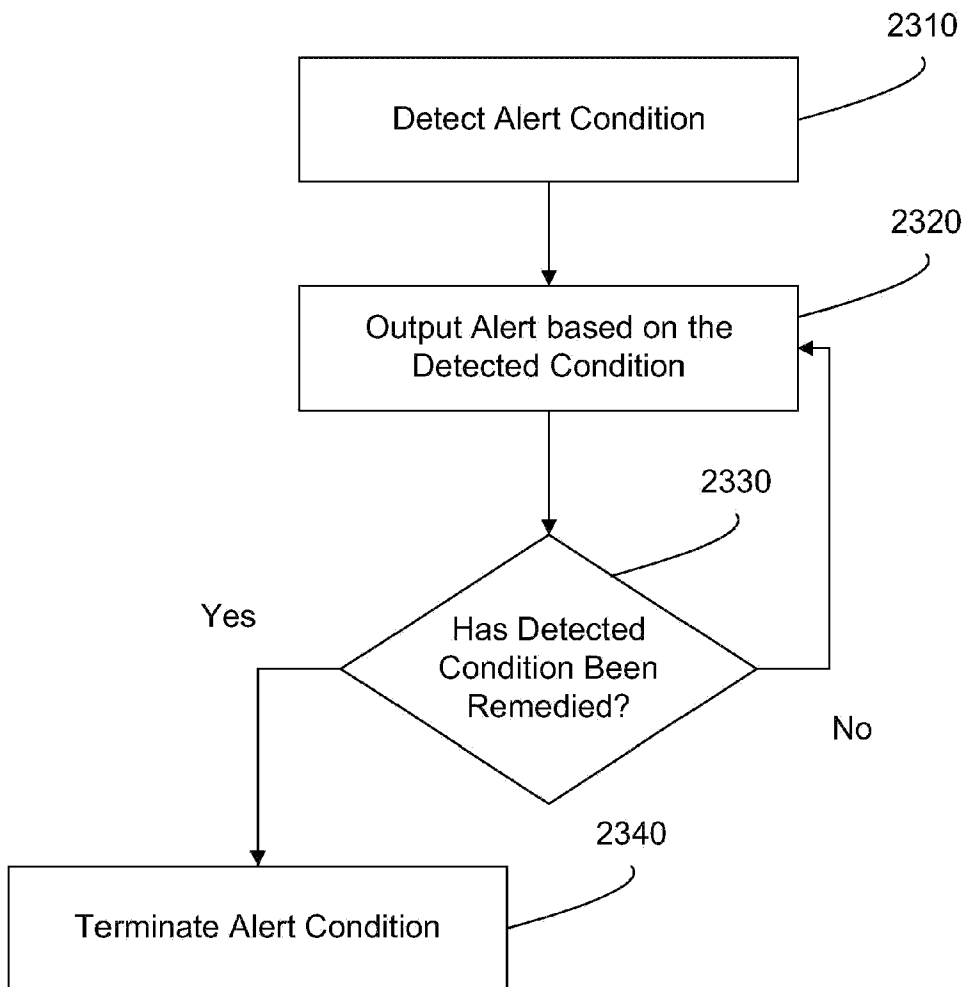 2310
Detect Alert Condition
2320
Output Alert based on the
Detected Condition
2330
Yes
Has Detected
Condition Been
Remedied?
No
2340
Terminate Alert Condition